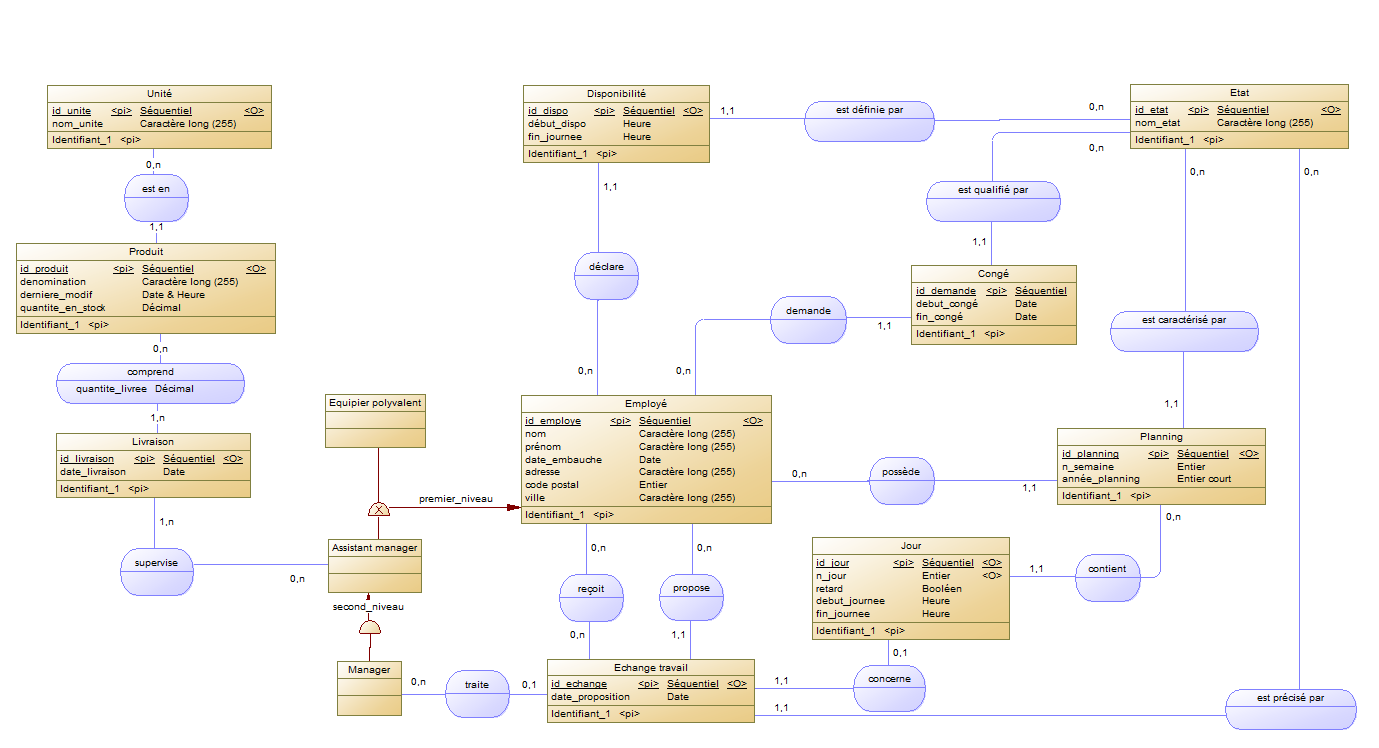 Unité
id_unite <pi> Séquentiel <O>
nom_unite Caractère long (255)
Identifiant_1 <pi>
0,n
est en
1,1
Produit
id_produit <pi> Séquentiel <O>
denomination Caractère long (255)
derniere_modif Date & Heure
quantite_en_stock Décimal
Identifiant_1 <pi>
0,n
comprend
quantite_livree Décimal
1,n
Livraison
id_livraison <pi> Séquentiel <O>
date_livraison Date
Identifiant_1 <pi>
1,n
supervise
0,n
Equipier polyvalent
premier_niveau
Assistant manager
second_niveau
Manager
0,n
traite
0,1
Disponibilité
id_dispo <pi> Séquentiel <O>
début_dispo Heure
fin_journee Heure
Identifiant_1 <pi>
1,1
est définie par
0,n
1,1
déclare
0,n
Etat
id_etat <pi> Séquentiel <O>
nom_etat Caractère long (255)
Identifiant_1 <pi>
0,n
est qualifié par
1,1
Congé
id_demande <pi> Séquentiel
debut_congé Date
fin_congé Date
Identifiant_1 <pi>
1,1
demande
0,n
0,n
est caractérisé par
1,1
0,n
Employé
id_employe <pi> Séquentiel <O>
nom Caractère long (255)
prénom Caractère long (255)
date_embauche Date
adresse Caractère long (255)
code postal Entier
ville Caractère long (255)
Identifiant_1 <pi>
0,n
possède
1,1
Planning
id_planning <pi> Séquentiel <O>
n_semaine Entier
année_planning Entier court
Identifiant_1 <pi>
0,n
contient
1,1
Jour
id_jour <pi> Séquentiel <O>
n_jour Entier <O>
retard Booléen
debut_journee Heure
fin_journee Heure
Identifiant_1 <pi>
0,1
concerne
1,1
0,n
reçoit
0,n
0,n
propose
1,1
Echange travail
id_echange <pi> Séquentiel <O>
date_proposition Date
Identifiant_1 <pi>
1,1
est précisé par